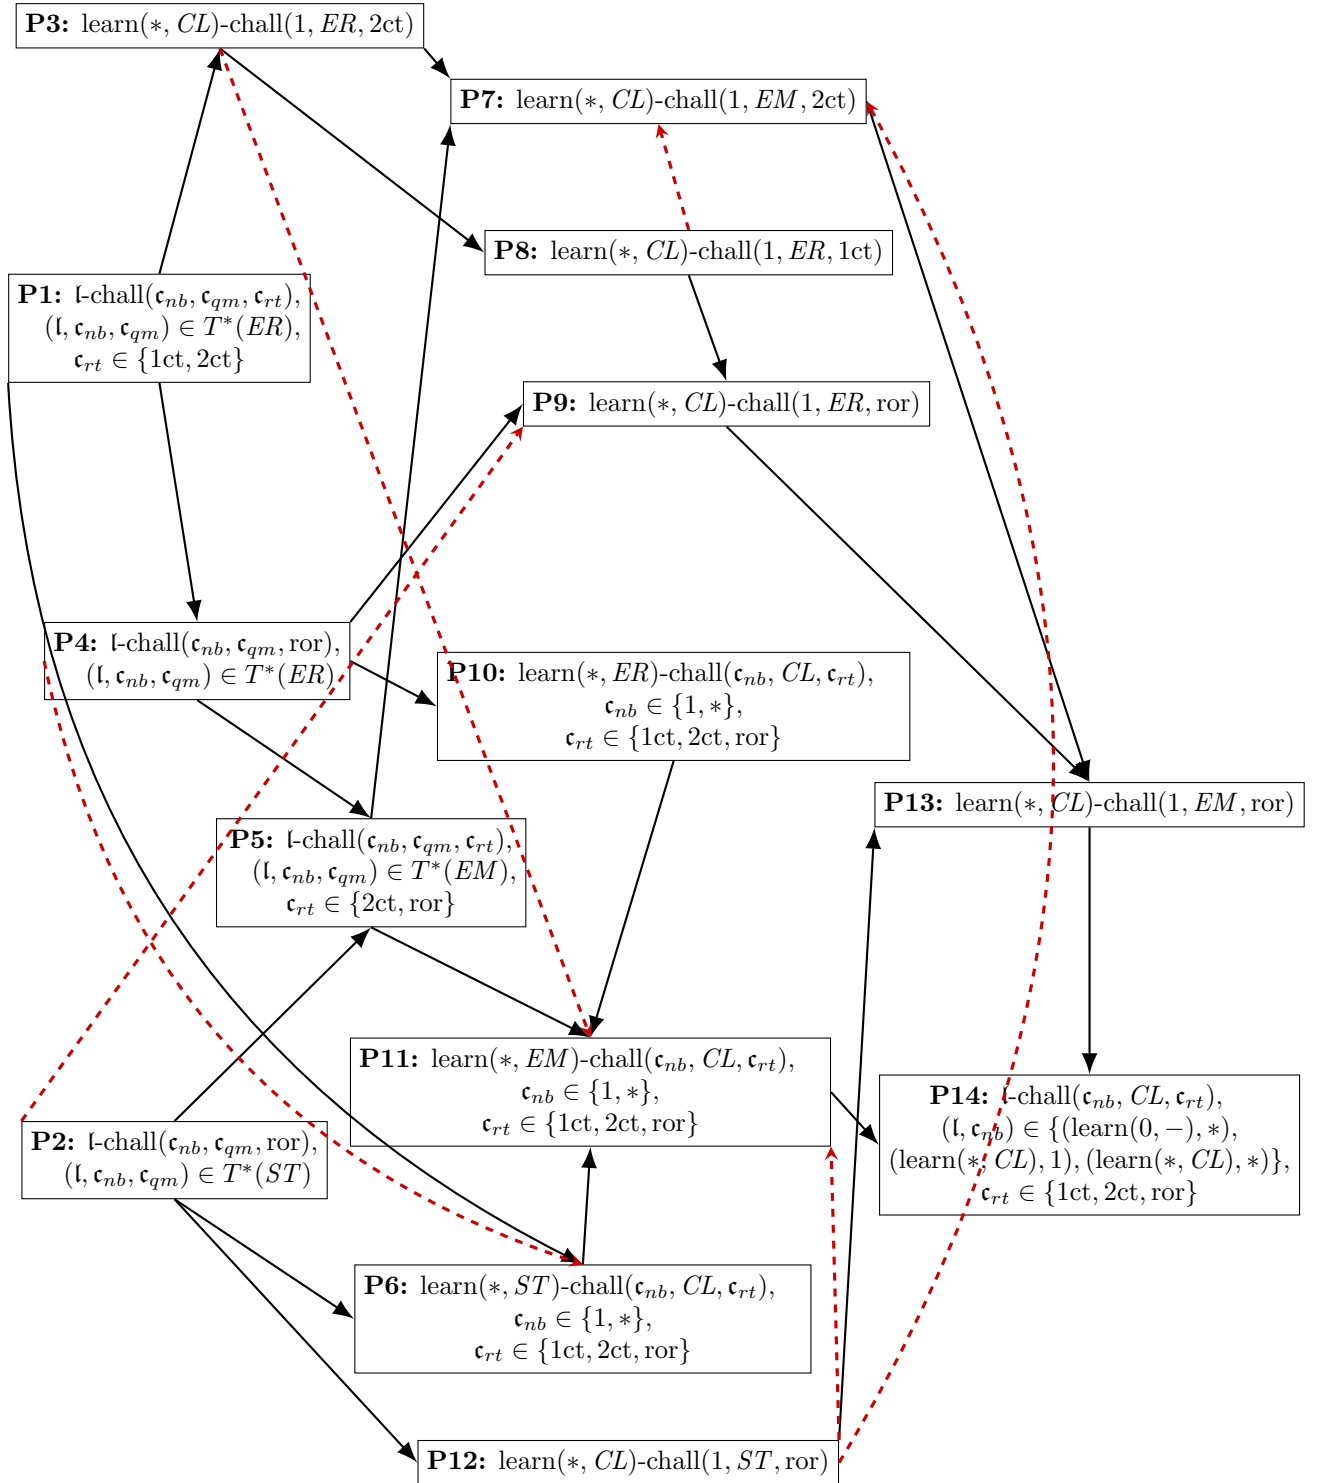 P3: learn(∗, CL)-chall(1, ER, 2ct)
P7: learn(∗, CL)-chall(1, EM, 2ct)
P8: learn(∗, CL)-chall(1, ER, 1ct)
P1: 𝔩-chall(𝔠nb, 𝔠qm, 𝔠rt),
(𝔩, 𝔠nb, 𝔠qm) ∈ T*(ER),
𝔠rt ∈ {1ct, 2ct}
P9: learn(∗, CL)-chall(1, ER, ror)
P4: 𝔩-chall(𝔠nb, 𝔠qm, ror),
(𝔩, 𝔠nb, 𝔠qm) ∈ T*(ER)
P10: learn(∗, ER)-chall(𝔠nb, CL, 𝔠rt),
𝔠nb ∈ {1, ∗},
𝔠rt ∈ {1ct, 2ct, ror}
P13: learn(∗, CL)-chall(1, EM, ror)
P5: 𝔩-chall(𝔠nb, 𝔠qm, 𝔠rt),
(𝔩, 𝔠nb, 𝔠qm) ∈ T*(EM),
𝔠rt ∈ {2ct, ror}
P11: learn(∗, EM)-chall(𝔠nb, CL, 𝔠rt),
𝔠nb ∈ {1, ∗},
𝔠rt ∈ {1ct, 2ct, ror}
P14: 𝔩-chall(𝔠nb, CL, 𝔠rt),
(𝔩, 𝔠nb) ∈ {(learn(0, −), ∗),
(learn(∗, CL), 1), (learn(∗, CL), ∗)},
𝔠rt ∈ {1ct, 2ct, ror}
P2: 𝔩-chall(𝔠nb, 𝔠qm, ror),
(𝔩, 𝔠nb, 𝔠qm) ∈ T*(ST)
P6: learn(∗, ST)-chall(𝔠nb, CL, 𝔠rt),
𝔠nb ∈ {1, ∗},
𝔠rt ∈ {1ct, 2ct, ror}
P12: learn(∗, CL)-chall(1, ST, ror)